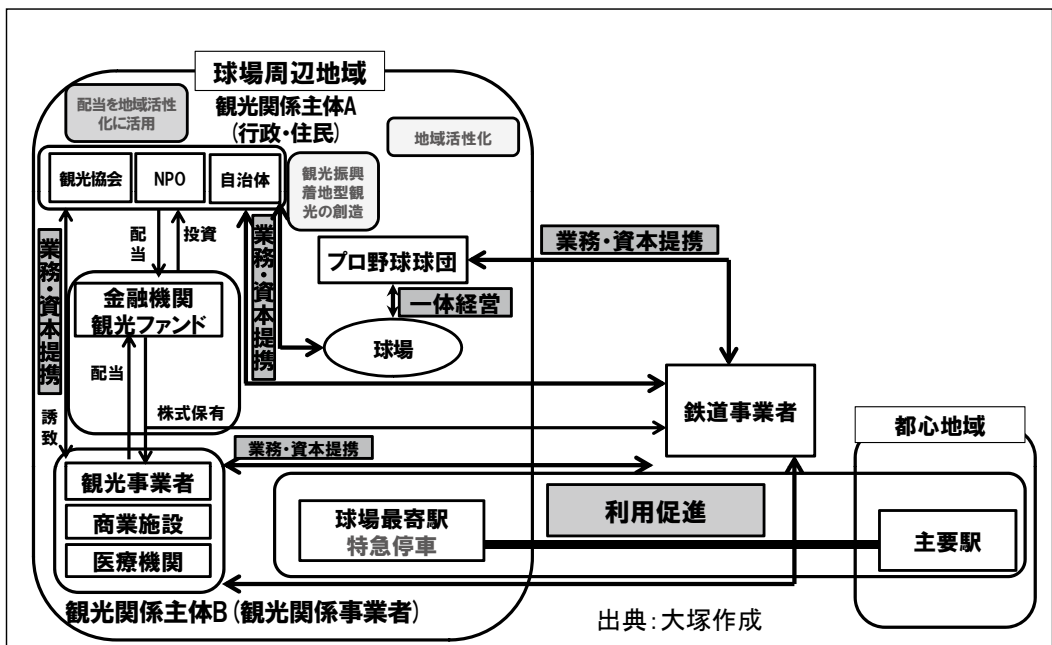 球場周辺地域
配当を地域活性
化に活用
観光関係主体A
(行政・住民)
地域活性化
観光協会
NPO
自治体
観光振興
着地型観
光の創造
業務・資本提携
配当
投資
業務・資本提携
プロ野球球団
業務・資本提携
一体経営
球場
金融機関
観光ファンド
配当
株式保有
誘致
鉄道事業者
都心地域
業務・資本提携
観光事業者
商業施設
医療機関
球場最寄駅
特急停車
利用促進
主要駅
観光関係主体B(観光関係事業者)
出典:大塚作成